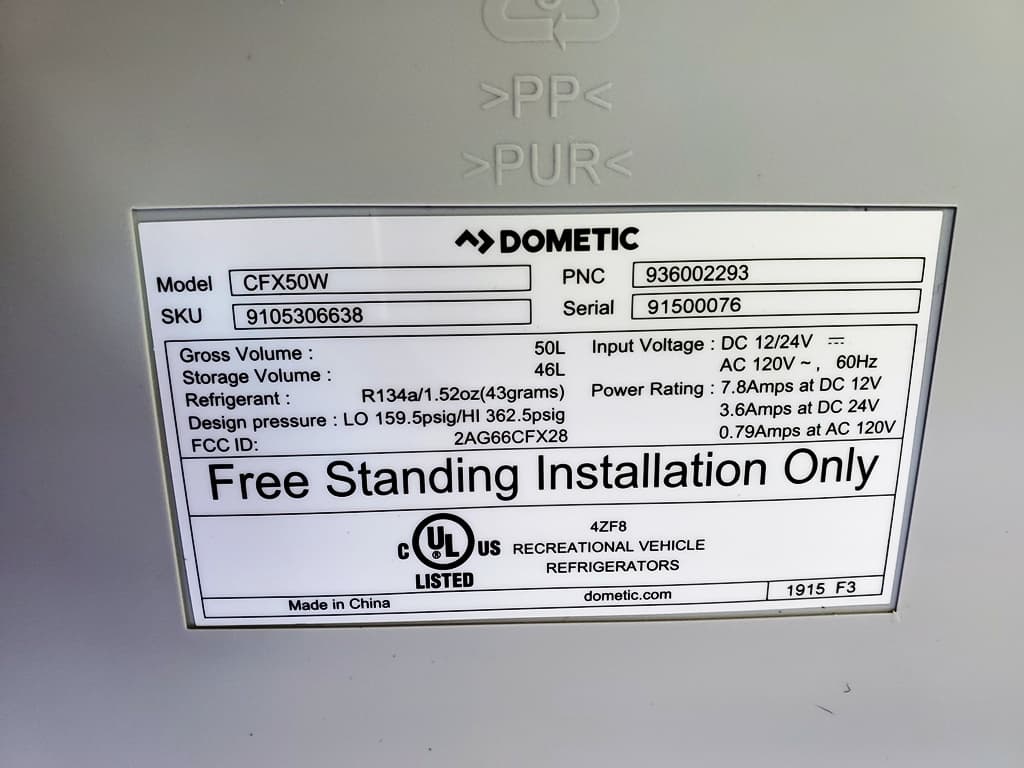 >PP<
>PUR<
DOMETIC
Model CFX50W PNC 936002293
SKU 9105306638 Serial 91500076
Gross Volume : 50L
Storage Volume : 46L
Refrigerant : R134a/1.52oz(43grams)
Design pressure : LO 159.5psig/HI 362.5psig
FCC ID: 2AG66CFX28
Input Voltage : DC 12/24V ⎓
AC 120V ~ , 60Hz
Power Rating : 7.8Amps at DC 12V
3.6Amps at DC 24V
0.79Amps at AC 120V
Free Standing Installation Only
C UL ® US
LISTED
4ZF8
RECREATIONAL VEHICLE
REFRIGERATORS
Made in China dometic.com 1915 F3